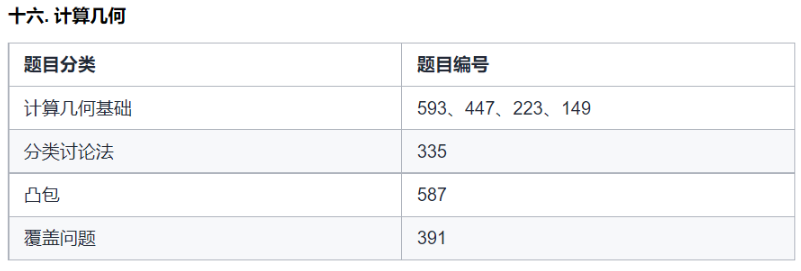 十六. 计算几何
题目分类 题目编号
计算几何基础 593、447、223、149
分类讨论法 335
凸包 587
覆盖问题 391